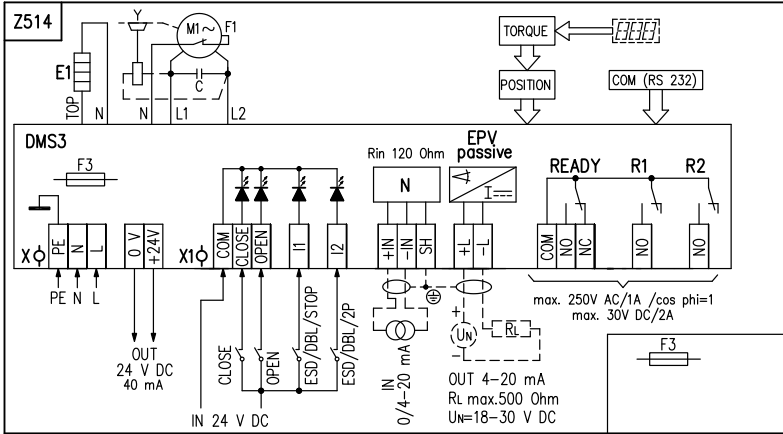 Z514
Y
M1~
F1
E1
C
TOP
N
N
L1
L2
TORQUE
POSITION
COM (RS 232)
DMS3
F3
Rin 120 Ohm
N
EPV
passive
I
READY
R1
R2
X
PE
N
L
0 V
+24V
X1
COM
CLOSE
OPEN
I1
I2
+IN
-IN
SH
+L
-L
COM
NO
NC
NO
NO
PE N L
OUT
24 V DC
40 mA
CLOSE
OPEN
ESD/DBL/STOP
ESD/DBL/2P
IN 24 V DC
IN
0/4-20 mA
+
UN
-
RL
OUT 4-20 mA
RL max.500 Ohm
UN=18-30 V DC
max. 250V AC/1A /cos phi=1
max. 30V DC/2A
F3